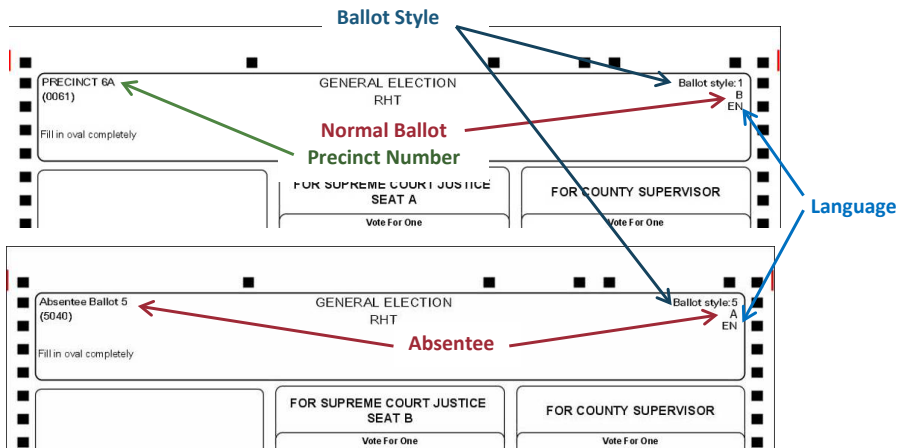 Ballot Style
PRECINCT 6A
(0061)
GENERAL ELECTION
RHT
Ballot style:1
B
EN
Fill in oval completely
Normal Ballot
Precinct Number
FOR SUPREME COURT JUSTICE
SEAT A
Vote For One
FOR COUNTY SUPERVISOR
Vote For One
Language
Absentee Ballot 5
(5040)
GENERAL ELECTION
RHT
Ballot style:5
A
EN
Absentee
Fill in oval completely
FOR SUPREME COURT JUSTICE
SEAT B
Vote For One
FOR COUNTY SUPERVISOR
Vote For One